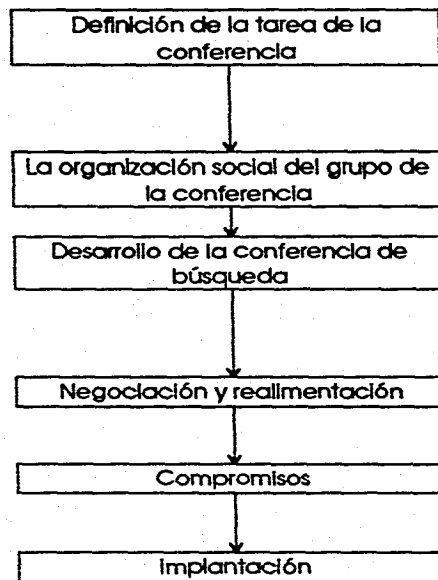 Definición de la tarea de la
conferencia
La organización social del grupo de
la conferencia
Desarrollo de la conferencia de
búsqueda
Negociación y realimentación
Compromisos
Implantación